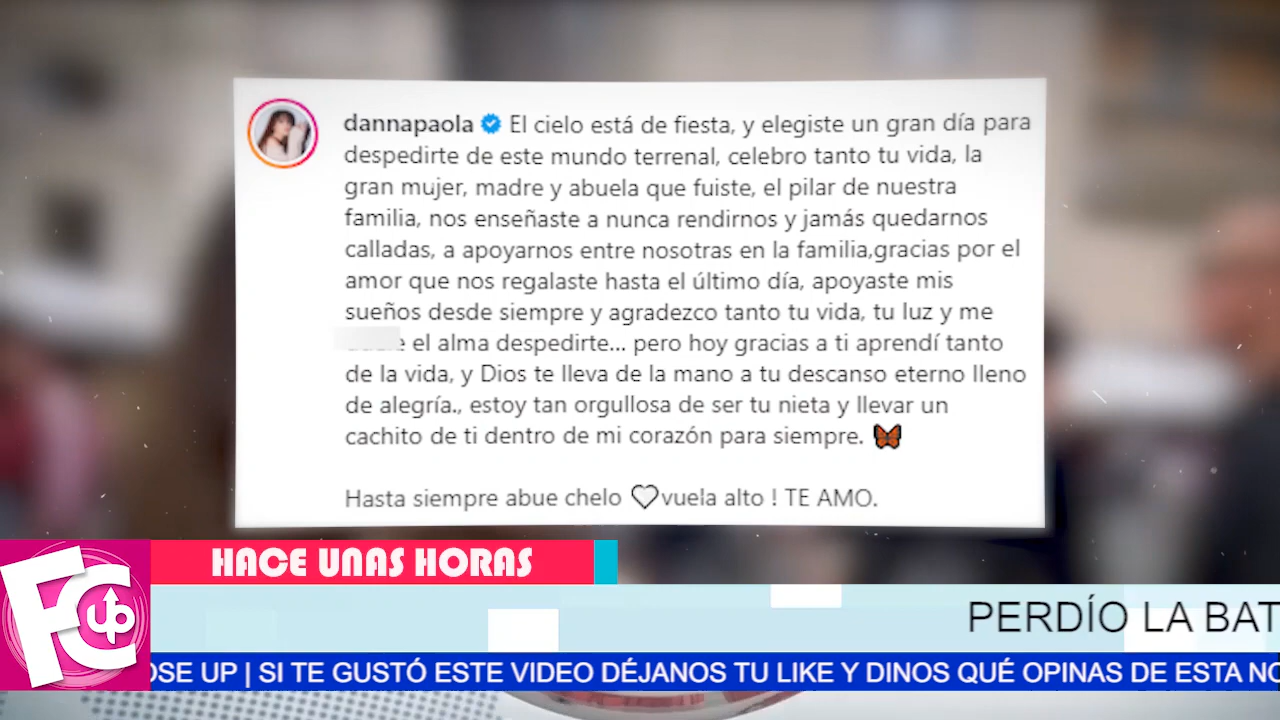 dannapaola El cielo está de fiesta, y elegiste un gran día para
despedirte de este mundo terrenal, celebro tanto tu vida, la
gran mujer, madre y abuela que fuiste, el pilar de nuestra
familia, nos enseñaste a nunca rendirnos y jamás quedarnos
calladas, a apoyarnos entre nosotras en la familia,gracias por el
amor que nos regalaste hasta el último día, apoyaste mis
sueños desde siempre y agradezco tanto tu vida, tu luz y me
el alma despedirte... pero hoy gracias a ti aprendí tanto
de la vida, y Dios te lleva de la mano a tu descanso eterno lleno
de alegría., estoy tan orgullosa de ser tu nieta y llevar un
cachito de ti dentro de mi corazón para siempre. 🦋
Hasta siempre abue chelo ♡vuela alto ! TE AMO.
HACE UNAS HORAS
FC up
PERDÍO LA BAT
OSE UP | SI TE GUSTÓ ESTE VIDEO DÉJANOS TU LIKE Y DINOS QUÉ OPINAS DE ESTA NO